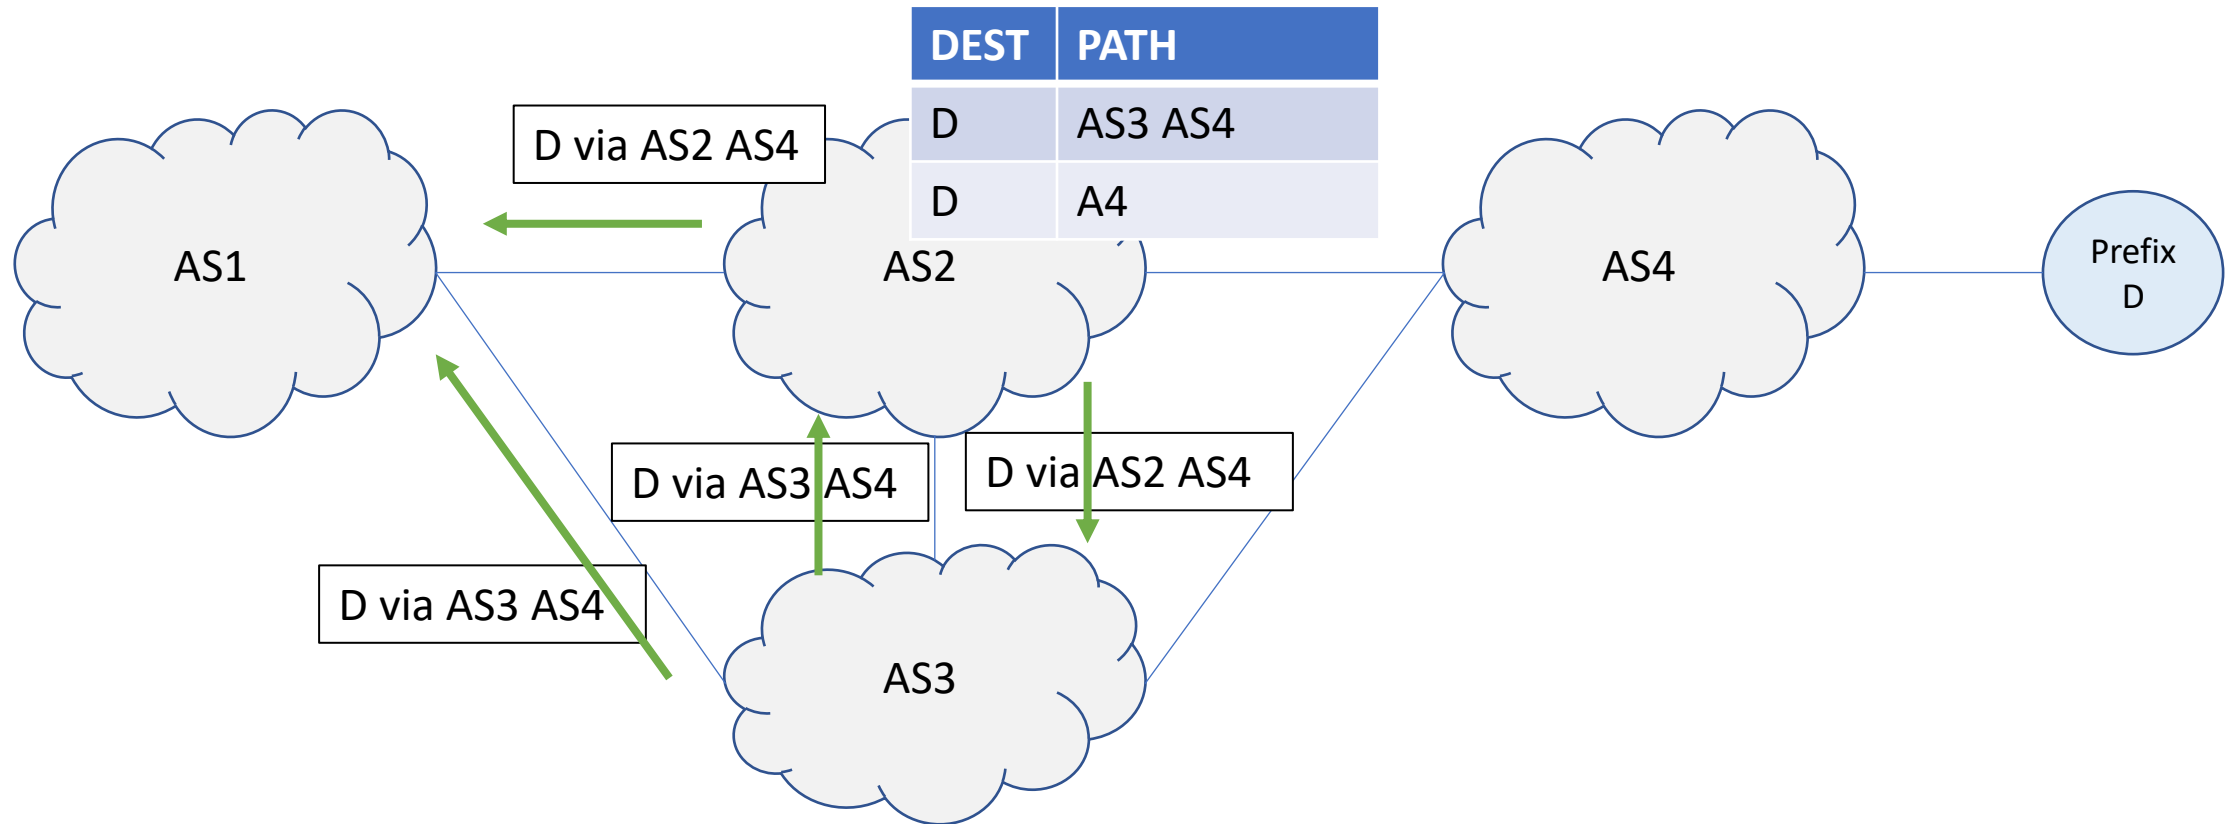 DEST PATH
D AS3 AS4
D A4
D via AS2 AS4
AS1
AS2
AS4
Prefix
D
D via AS3 AS4
D via AS2 AS4
D via AS3 AS4
AS3